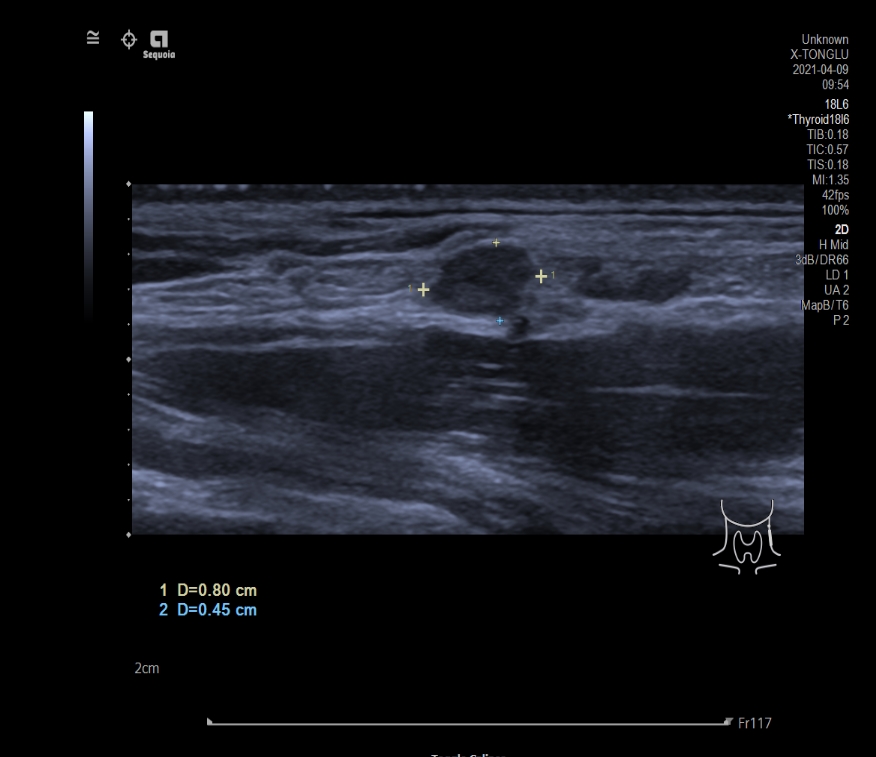 Sequoia
Unknown
X-TONGLU
2021-04-09
09:54
18L6
*Thyroid18l6
TIB:0.18
TIC:0.57
TIS:0.18
MI:1.35
42fps
100%
2D
H Mid
3dB/DR66
LD 1
UA 2
MapB/T6
P 2
1
1
1 D=0.80 cm
2 D=0.45 cm
2cm
Fr117